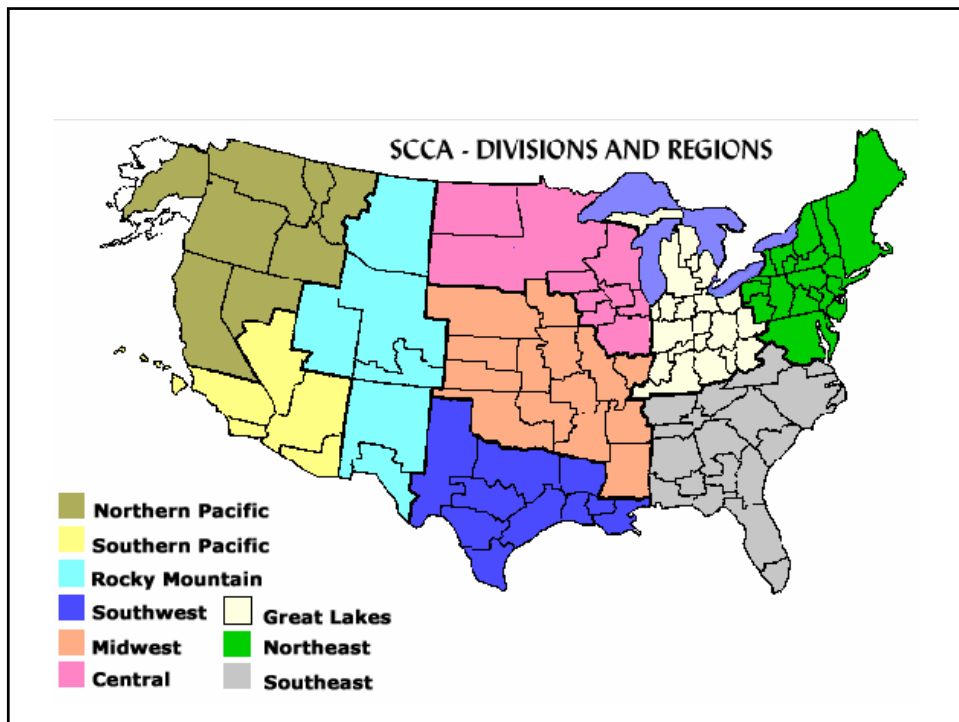 SCCA - DIVISIONS AND REGIONS
Northern Pacific
Southern Pacific
Rocky Mountain
Southwest
Midwest
Central
Great Lakes
Northeast
Southeast